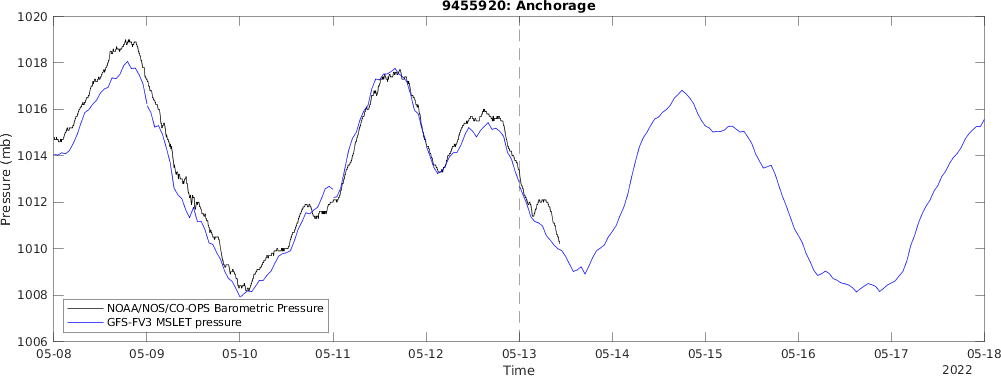 9455920: Anchorage
1020
1018
1016
1014
1012
1010
1008
1006
Pressure (mb)
NOAA/NOS/CO-OPS Barometric Pressure
GFS-FV3 MSLET pressure
05-08 05-09 05-10 05-11 05-12 05-13 05-14 05-15 05-16 05-17 05-18
Time
2022